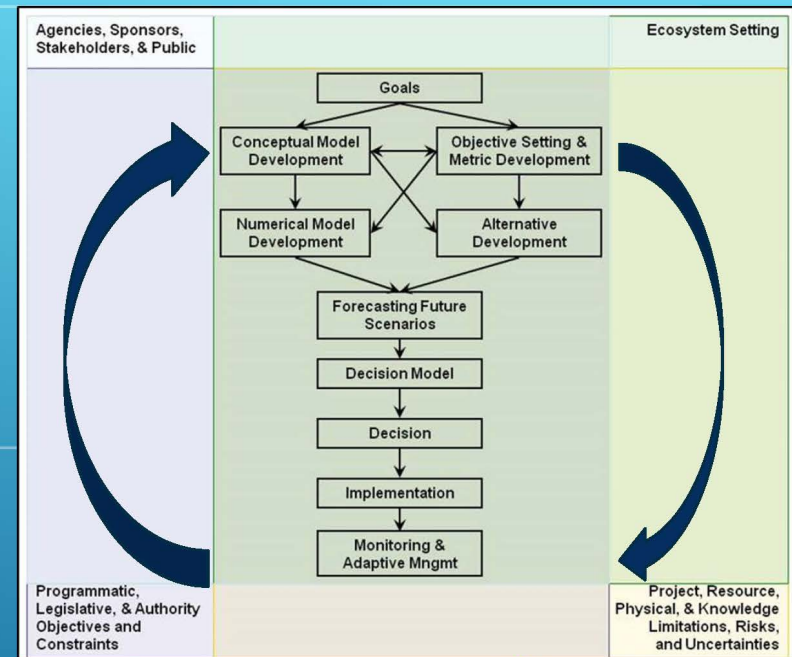 Agencies, Sponsors,
Stakeholders, & Public
Ecosystem Setting
Goals
Conceptual Model
Development
Objective Setting &
Metric Development
Numerical Model
Development
Alternative
Development
Forecasting Future
Scenarios
Decision Model
Decision
Implementation
Monitoring &
Adaptive Mngmt
Programmatic,
Legislative, & Authority
Objectives and
Constraints
Project, Resource,
Physical, & Knowledge
Limitations, Risks,
and Uncertainties